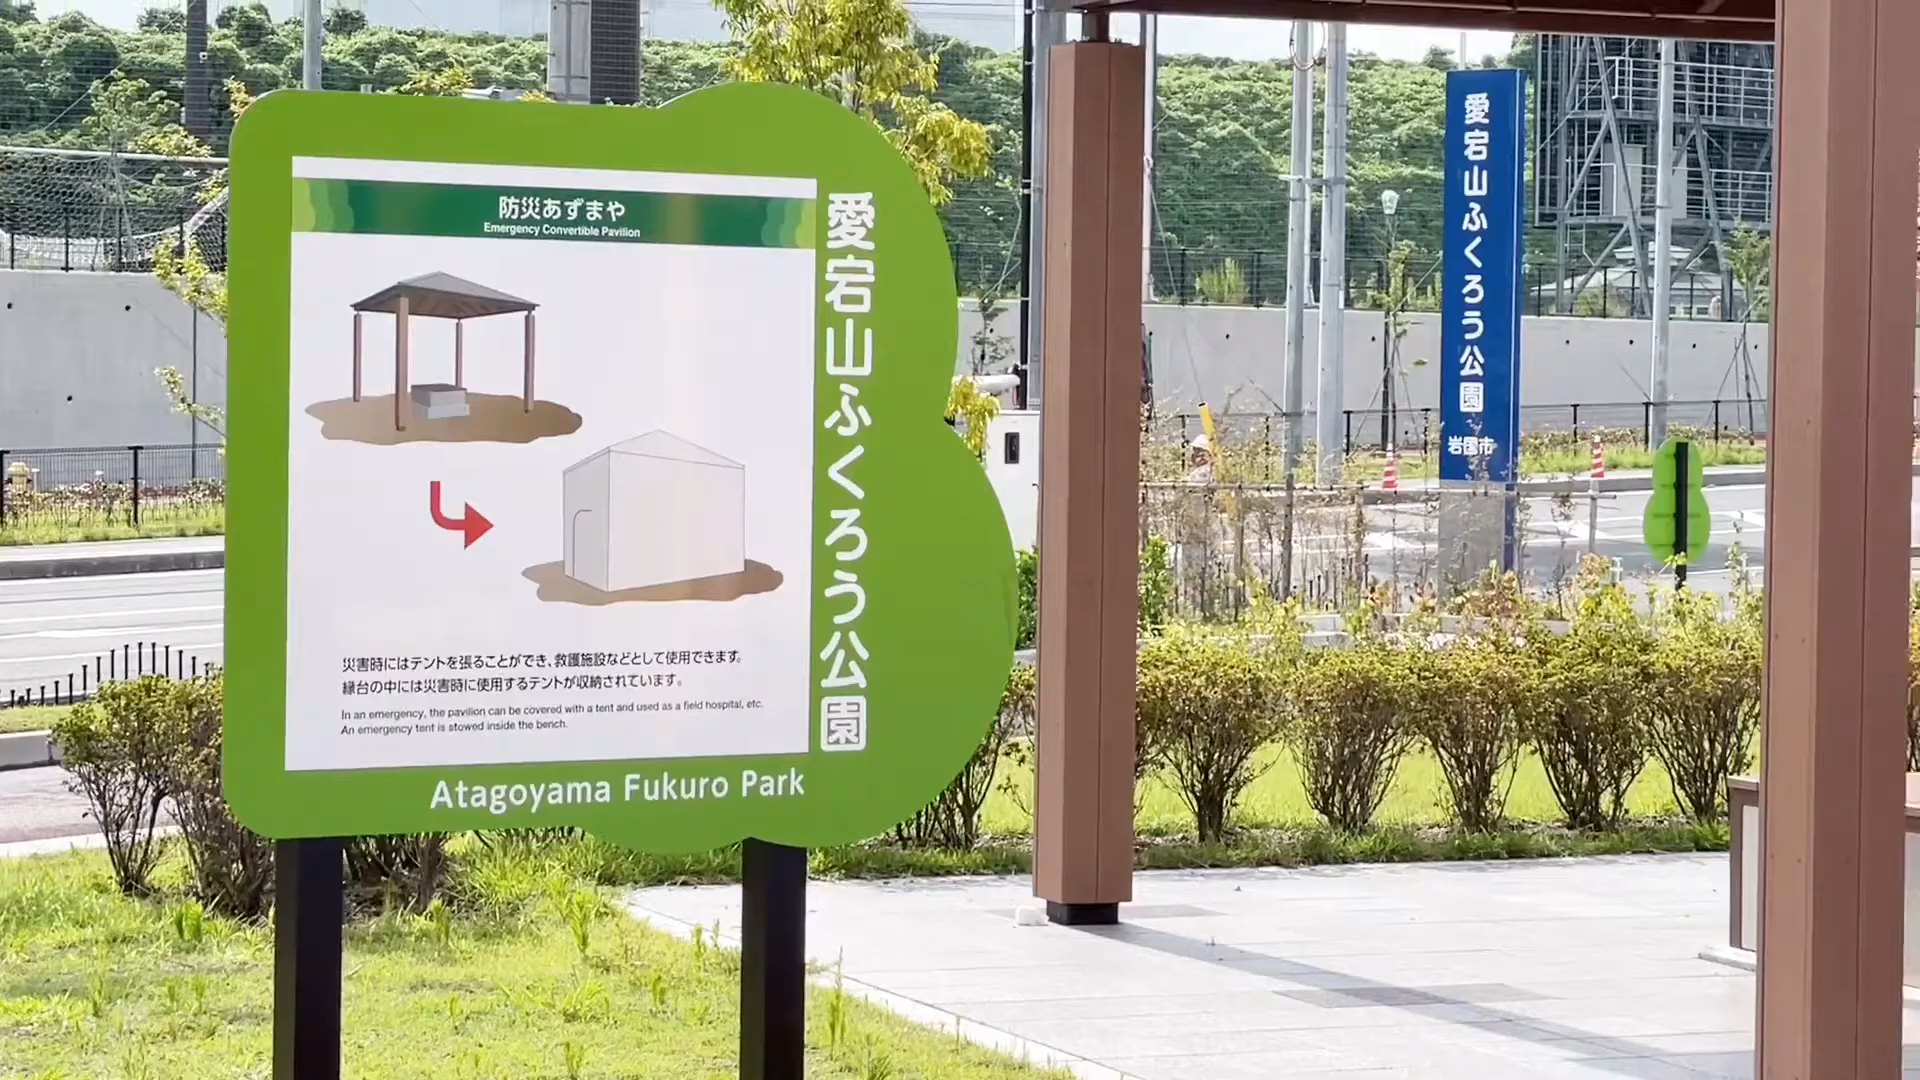 防災あずまや
Emergency Convertible Pavilion
災害時にはテントを張ることができ、救護施設などとして使用できます。
縁台の中には災害時に使用するテントが収納されています。
In an emergency, the pavilion can be covered with a tent and used as a field hospital, etc.
An emergency tent is stowed inside the bench.
愛宕山ふくろう公園
Atagoyama Fukuro Park
愛宕山ふくろう公園
岩国市